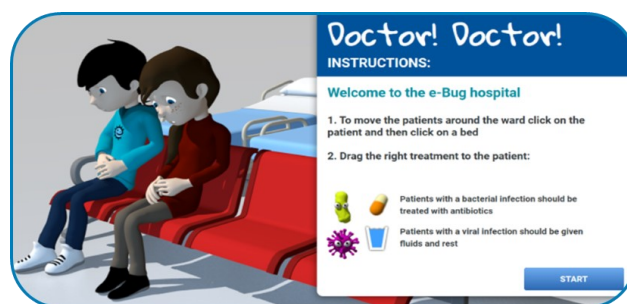 Doctor! Doctor!
INSTRUCTIONS:
Welcome to the e-Bug hospital
1. To move the patients around the ward click on the
patient and then click on a bed
2. Drag the right treatment to the patient:
Patients with a bacterial infection should be
treated with antibiotics
Patients with a viral infection should be given
fluids and rest
START